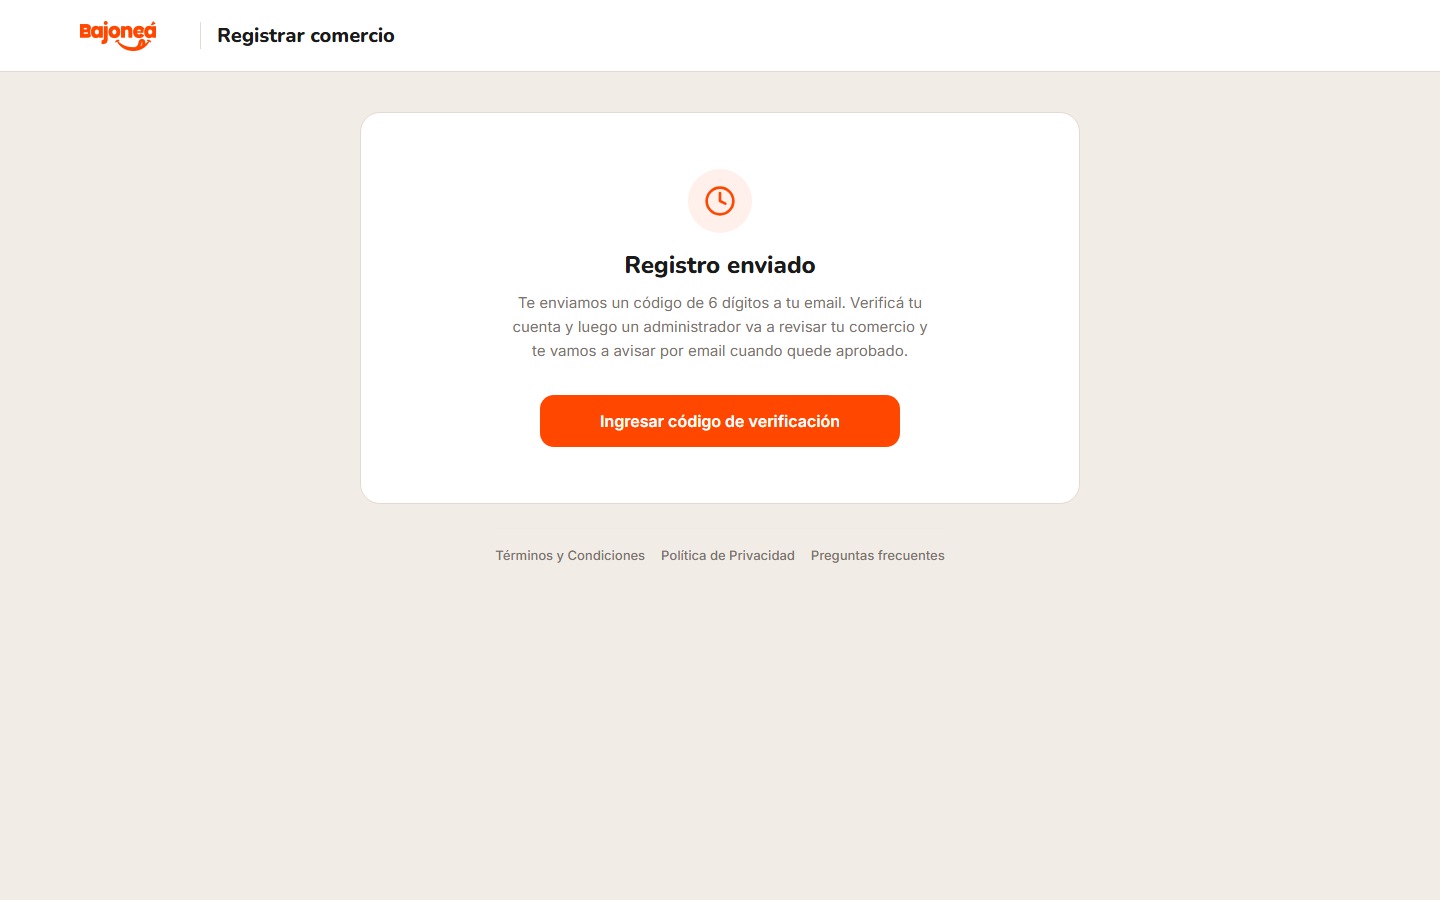 Bajoneá
Registrar comercio
Registro enviado
Te enviamos un código de 6 dígitos a tu email. Verificá tu
cuenta y luego un administrador va a revisar tu comercio y
te vamos a avisar por email cuando quede aprobado.
Ingresar código de verificación
Términos y Condiciones Política de Privacidad Preguntas frecuentes